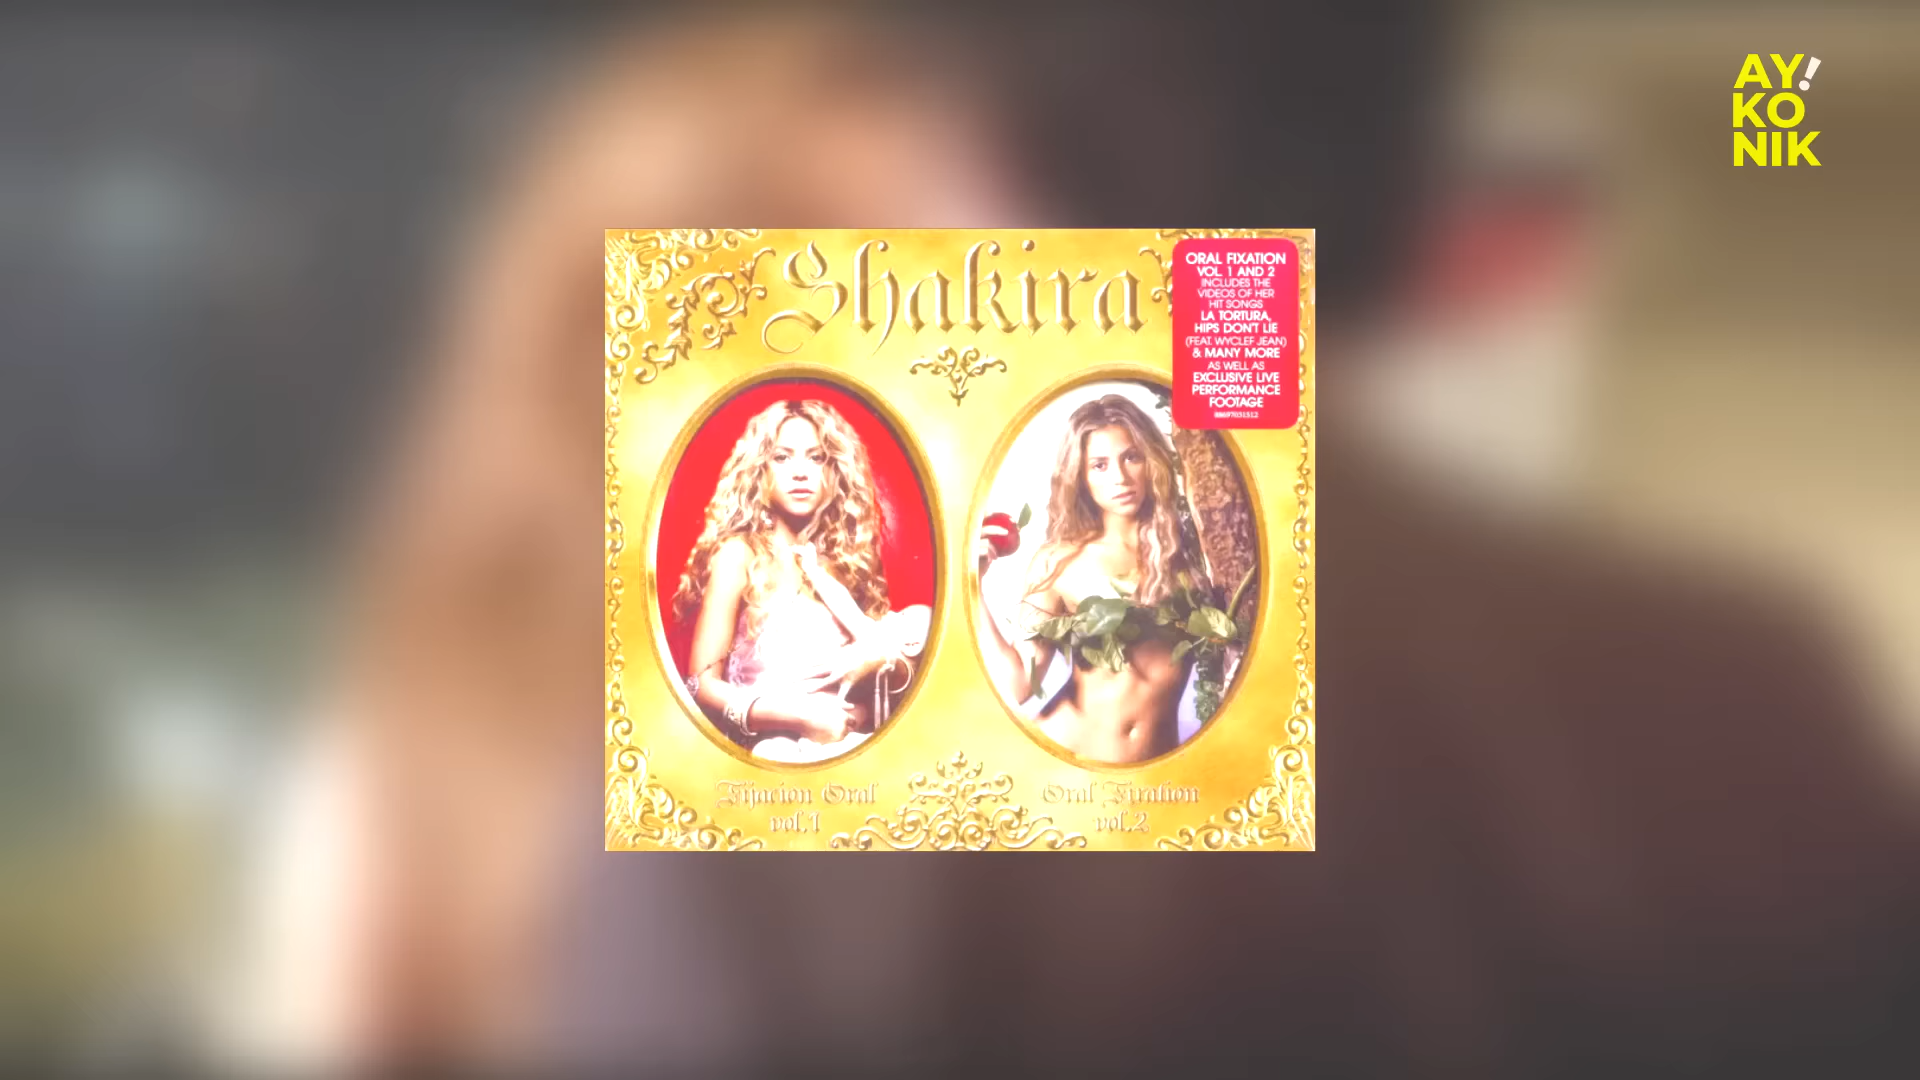 AY!
KO
NIK
Shakira
ORAL FIXATION
VOL. 1 AND 2
INCLUDES THE
VIDEOS OF HER
HIT SONGS
LA TORTURA,
HIPS DON'T LIE
(FEAT. WYCLEF JEAN)
& MANY MORE
AS WELL AS
EXCLUSIVE LIVE
PERFORMANCE
FOOTAGE
88697031512
Fijacion Oral
vol.1
Oral Fixation
vol.2